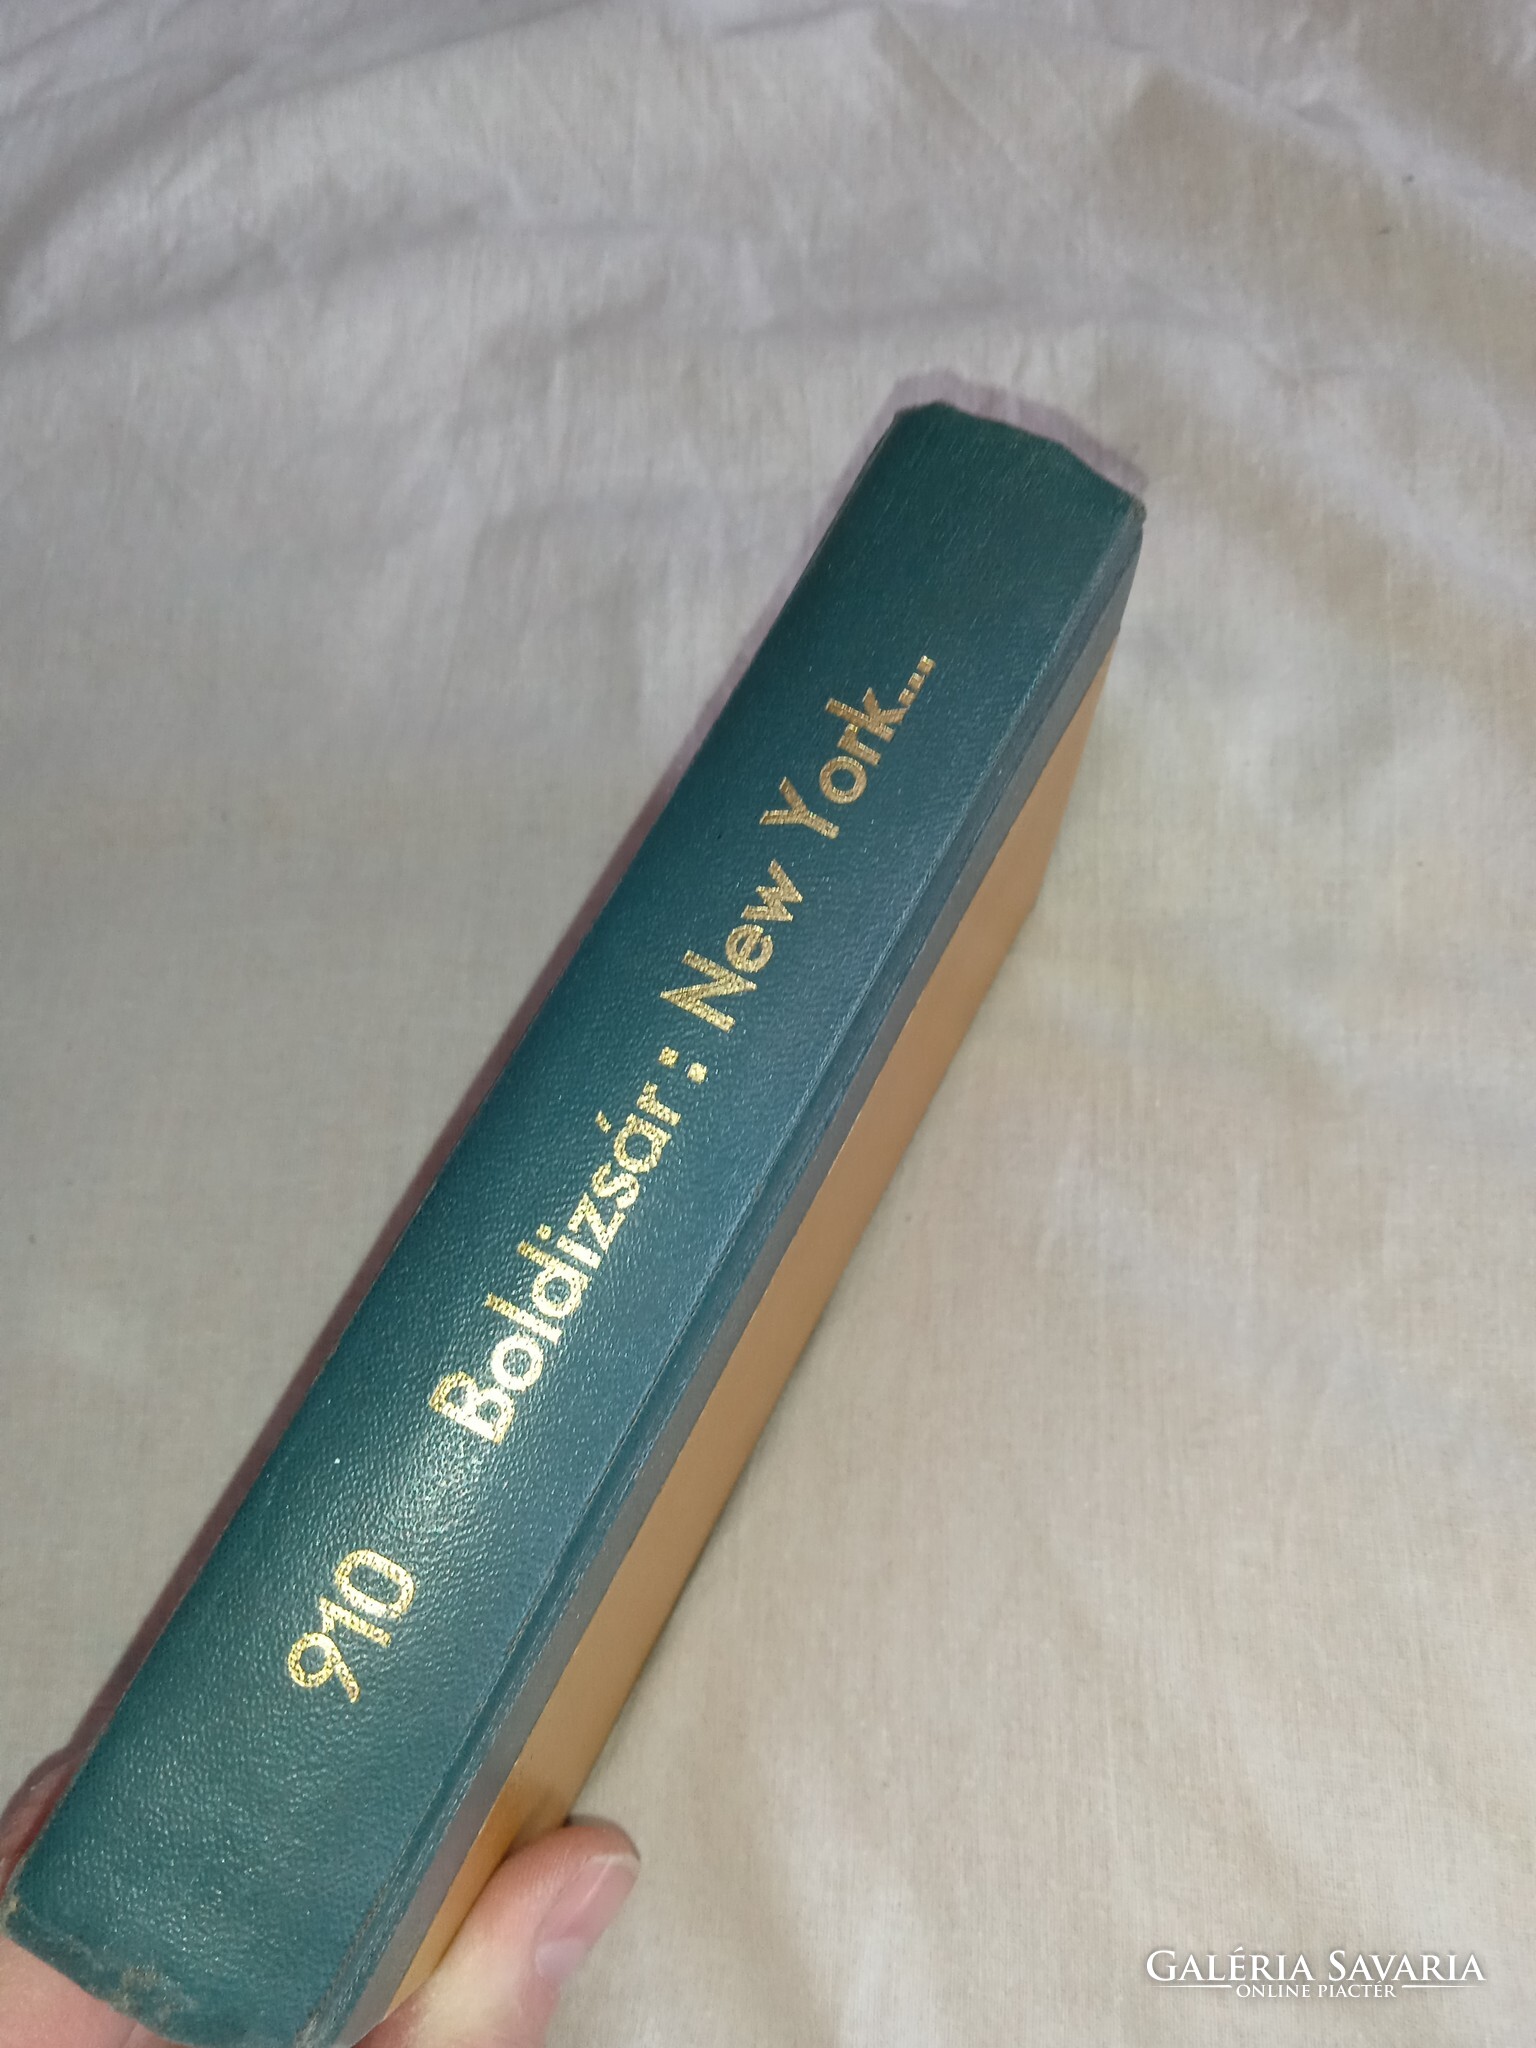 910 Boldizsár: New York...
GALÉRIA SAVARIA
ONLINE PIACTÉR